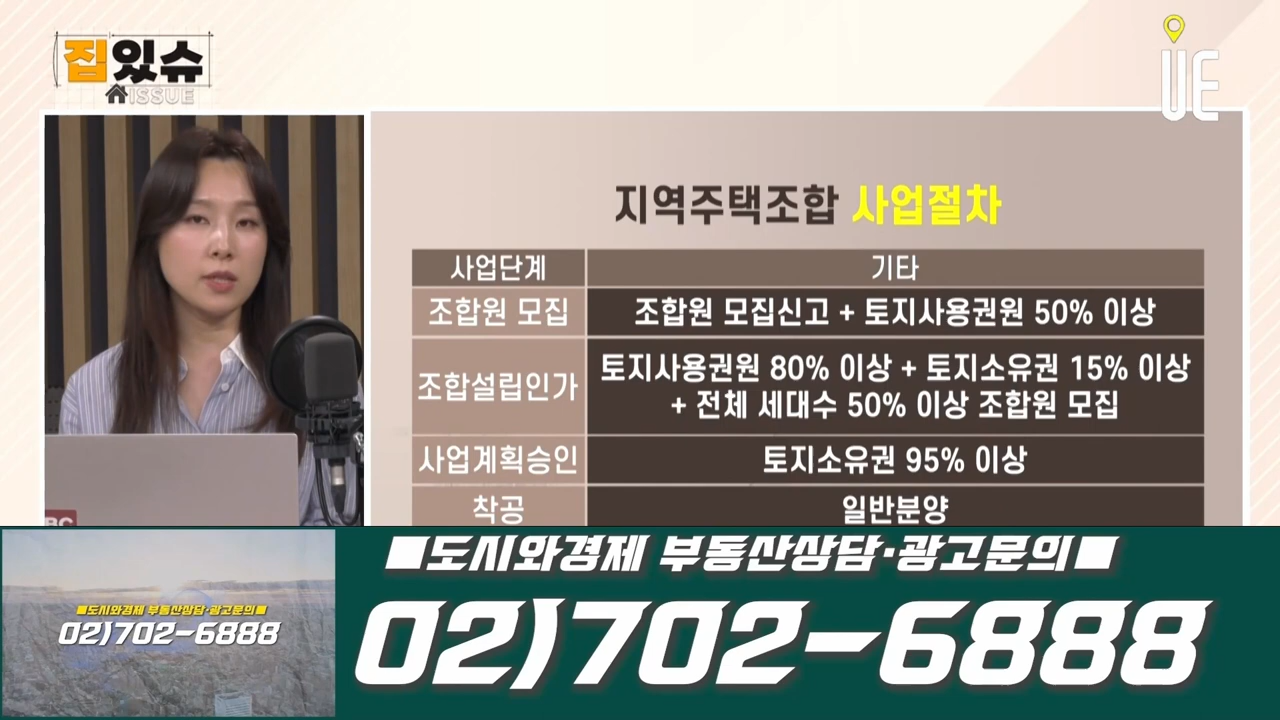 집있슈
ISSUE
UE
지역주택조합 사업절차
사업단계 기타
조합원 모집 조합원 모집신고 + 토지사용권원 50% 이상
조합설립인가 토지사용권원 80% 이상 + 토지소유권 15% 이상
+ 전체 세대수 50% 이상 조합원 모집
사업계획승인 토지소유권 95% 이상
착공 일반분양
BC
■도시와경제 부동산상담·광고문의■
02)702-6888
■도시와경제 부동산상담·광고문의■
02)702-6888